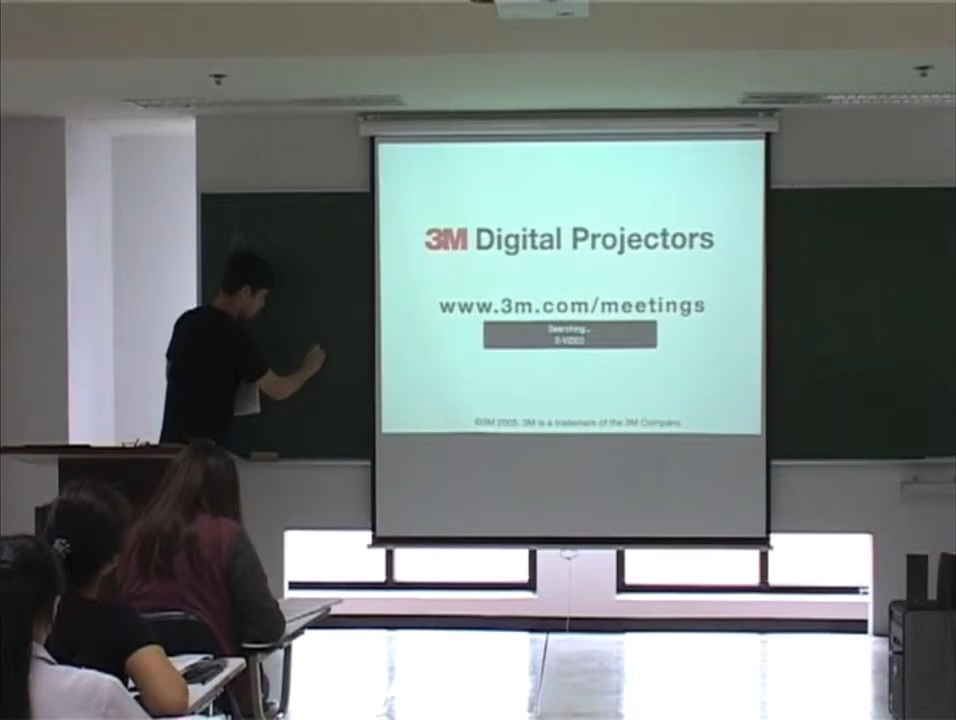 3M Digital Projectors
www.3m.com/meetings
Searching...
S-VIDEO
©3M 2005. 3M is a trademark of the 3M Company.